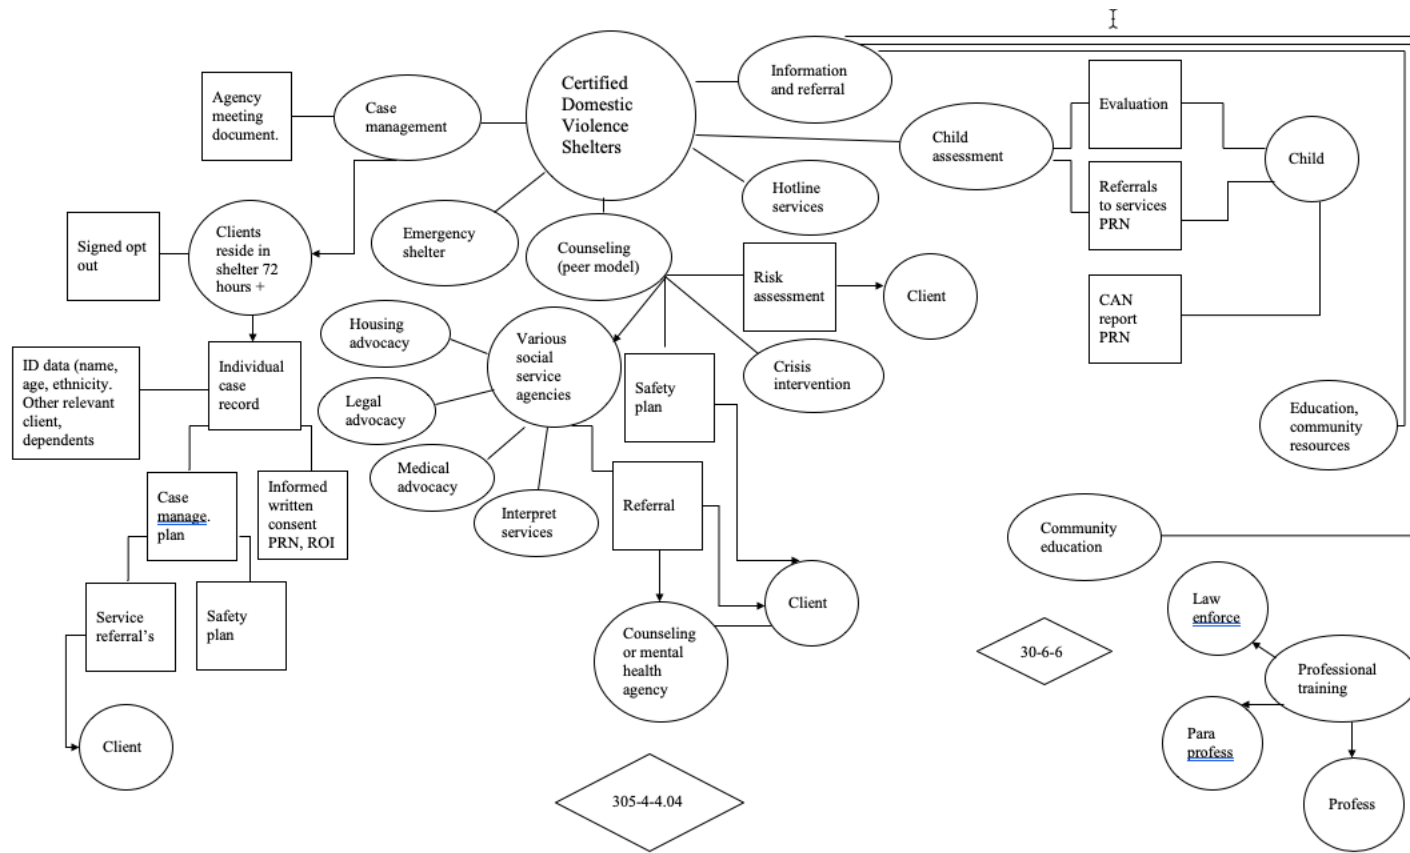 Certified
Domestic
Violence
Shelters
Information
and referral
Agency
meeting
document.
Case
management
Evaluation
Child
assessment
Child
Hotline
services
Referrals
to services
PRN
Signed opt
out
Clients
reside in
shelter 72
hours +
Emergency
shelter
Counseling
(peer model)
Risk
assessment
Client
CAN
report
PRN
Housing
advocacy
Various
social
service
agencies
Crisis
intervention
ID data (name,
age, ethnicity.
Other relevant
client,
dependents
Individual
case
record
Legal
advocacy
Safety
plan
Education,
community
resources
Medical
advocacy
Case
manage.
plan
Informed
written
consent
PRN, ROI
Interpret
services
Referral
Community
education
Service
referral’s
Safety
plan
Client
Law
enforce
Counseling
or mental
health
agency
30-6-6
Professional
training
Client
Para
profess
305-4-4.04
Profess